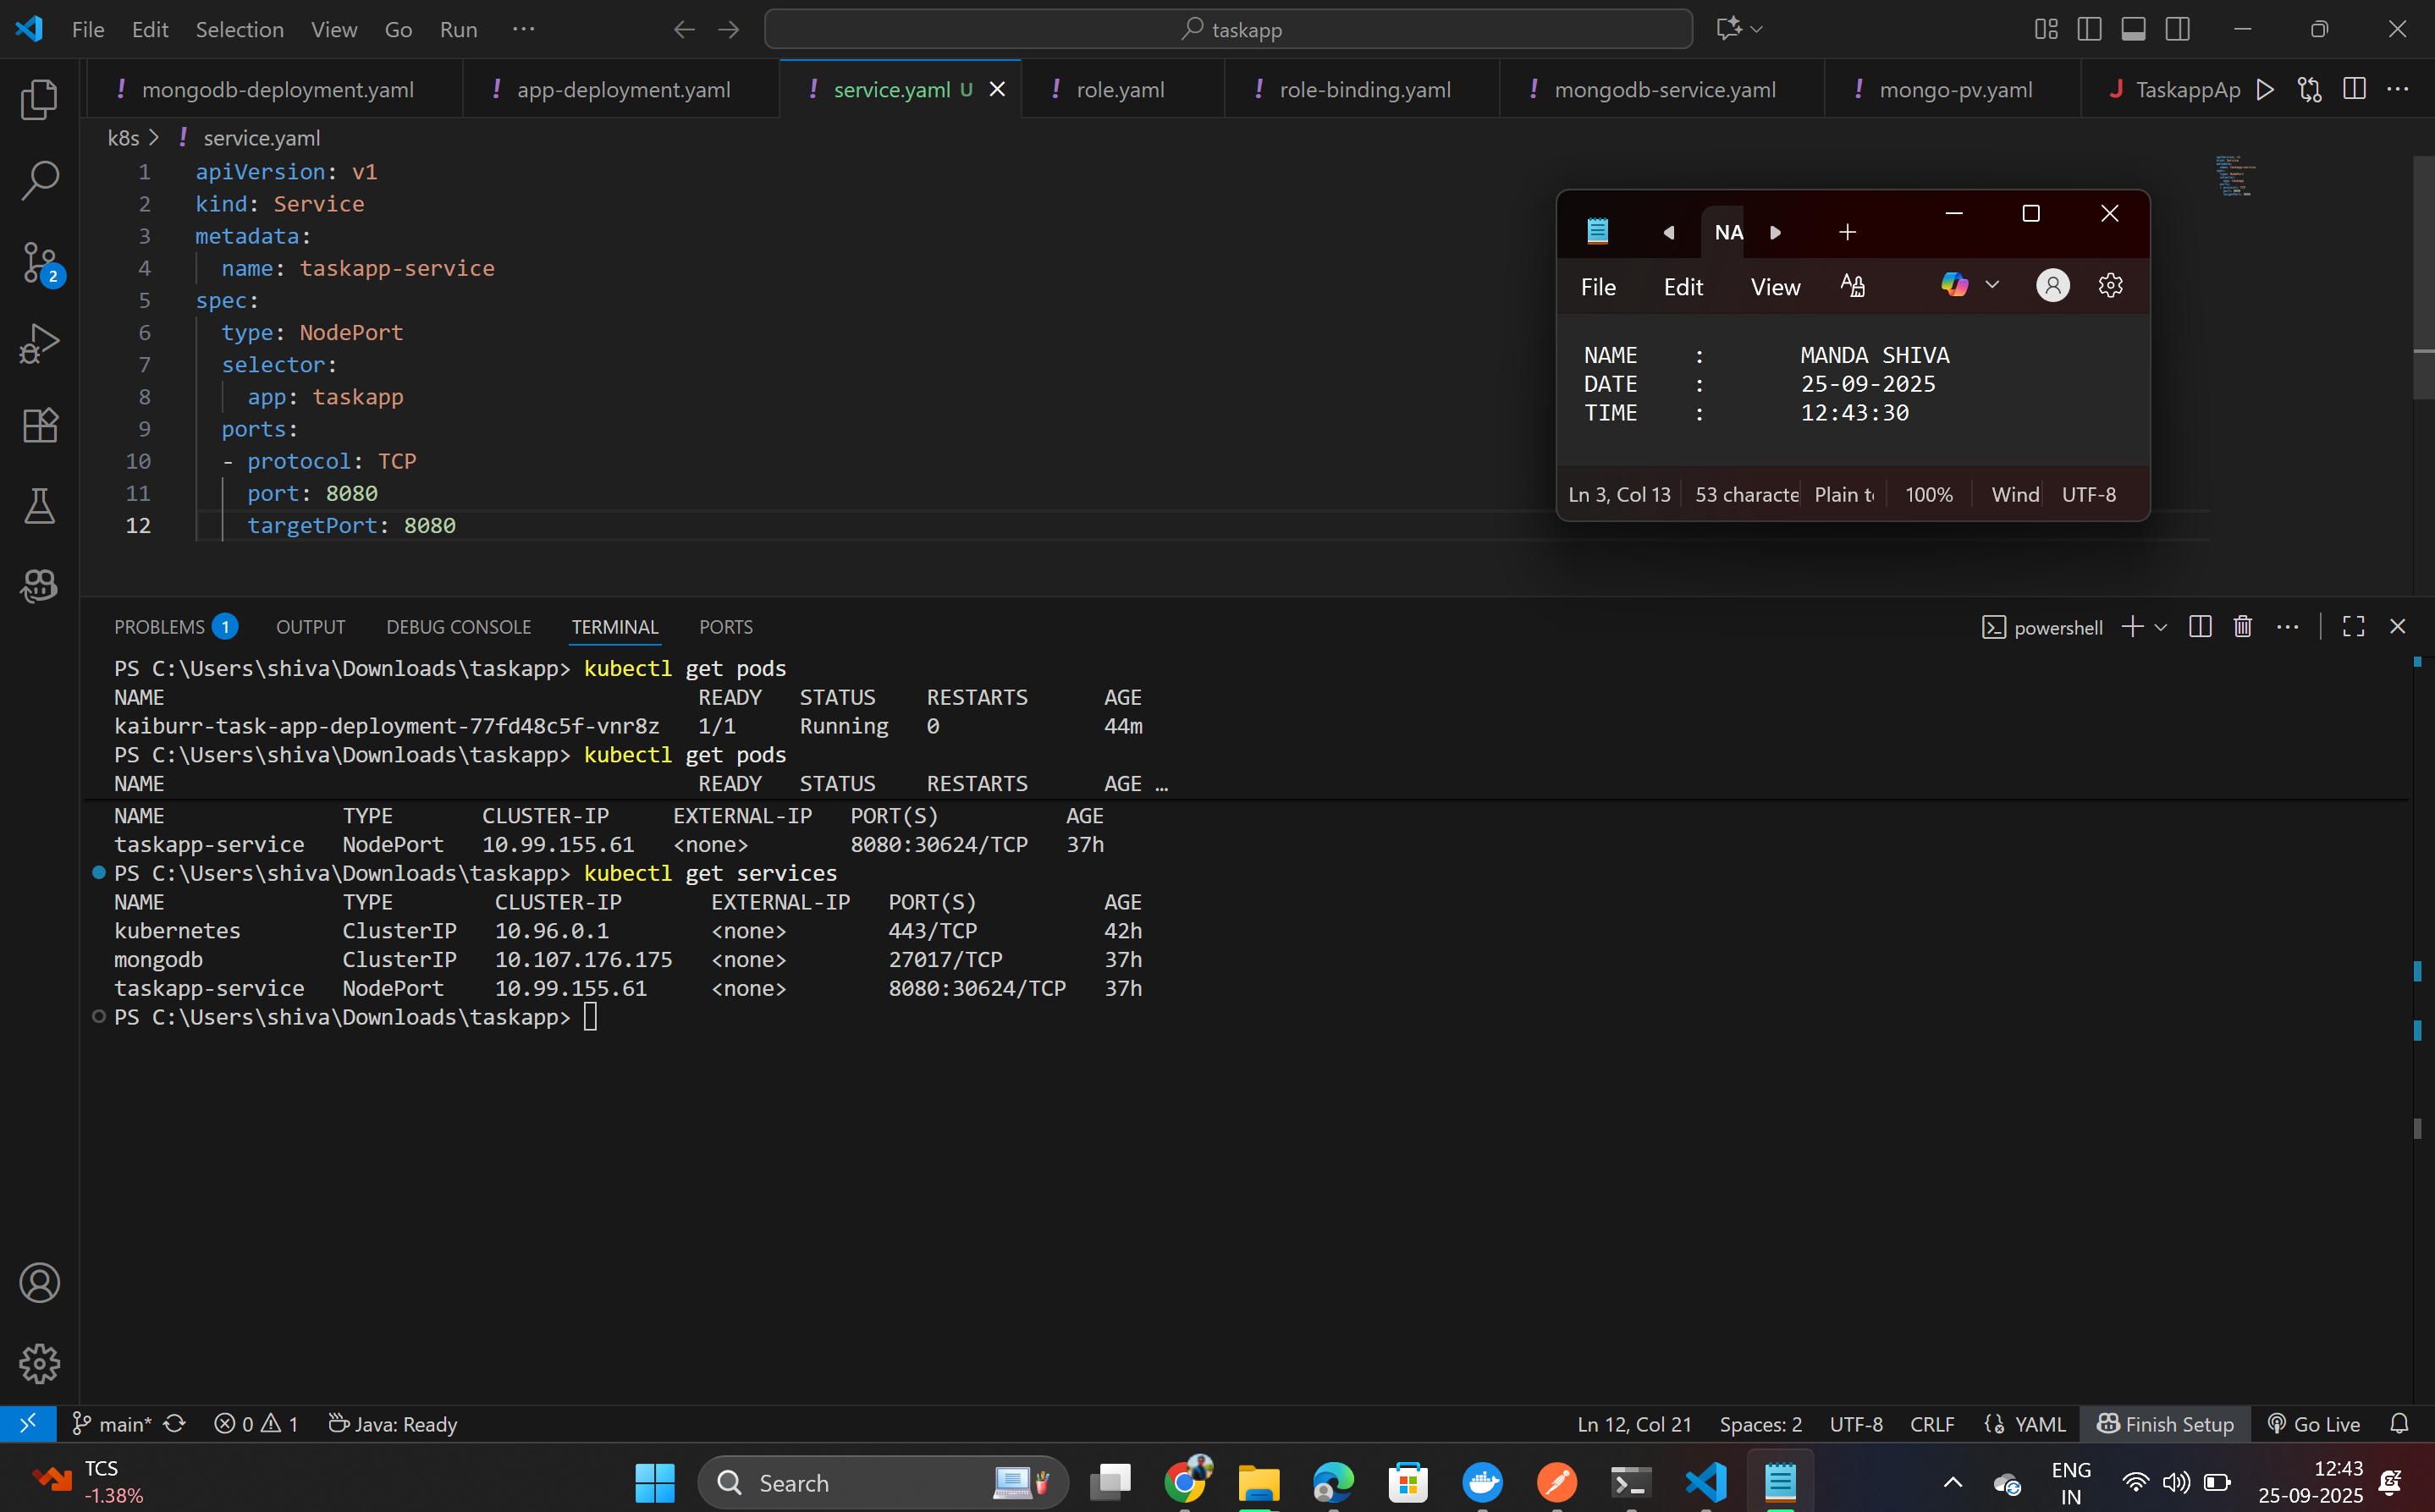 File Edit Selection View Go Run ···
taskapp
mongodb-deployment.yaml app-deployment.yaml service.yaml U role.yaml role-binding.yaml mongodb-service.yaml mongo-pv.yaml TaskappAp
k8s > ! service.yaml
1 apiVersion: v1
2 kind: Service
3 metadata:
4 name: taskapp-service
5 spec:
6 type: NodePort
7 selector:
8 app: taskapp
9 ports:
10 - protocol: TCP
11 port: 8080
12 targetPort: 8080
NA
File Edit View
NAME : MANDA SHIVA
DATE : 25-09-2025
TIME : 12:43:30
Ln 3, Col 13 53 characte Plain t 100% Wind UTF-8
2
PROBLEMS 1 OUTPUT DEBUG CONSOLE TERMINAL PORTS
powershell
PS C:\Users\shiva\Downloads\taskapp> kubectl get pods
NAME READY STATUS RESTARTS AGE
kaiburr-task-app-deployment-77fd48c5f-vnr8z 1/1 Running 0 44m
PS C:\Users\shiva\Downloads\taskapp> kubectl get pods
NAME READY STATUS RESTARTS AGE …
NAME TYPE CLUSTER-IP EXTERNAL-IP PORT(S) AGE
taskapp-service NodePort 10.99.155.61 <none> 8080:30624/TCP 37h
PS C:\Users\shiva\Downloads\taskapp> kubectl get services
NAME TYPE CLUSTER-IP EXTERNAL-IP PORT(S) AGE
kubernetes ClusterIP 10.96.0.1 <none> 443/TCP 42h
mongodb ClusterIP 10.107.176.175 <none> 27017/TCP 37h
taskapp-service NodePort 10.99.155.61 <none> 8080:30624/TCP 37h
PS C:\Users\shiva\Downloads\taskapp>
main* 0 1 Java: Ready
Ln 12, Col 21 Spaces: 2 UTF-8 CRLF YAML Finish Setup Go Live
TCS
-1.38%
Search
ENG
IN
12:43
25-09-2025